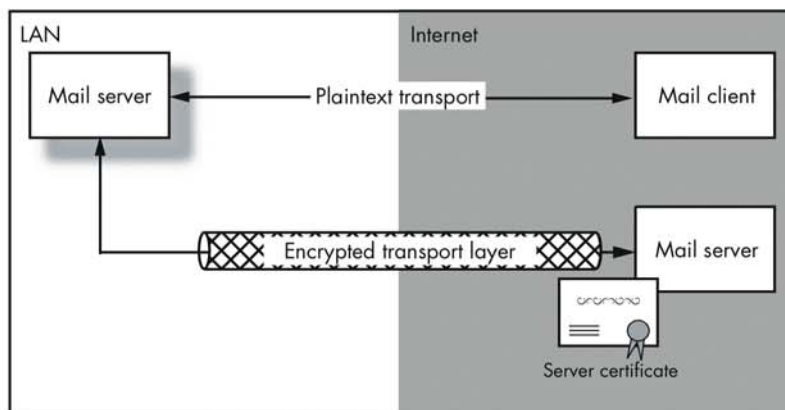 LAN
Internet
Mail server
Plaintext transport
Mail client
Encrypted transport layer
Mail server
Server certificate